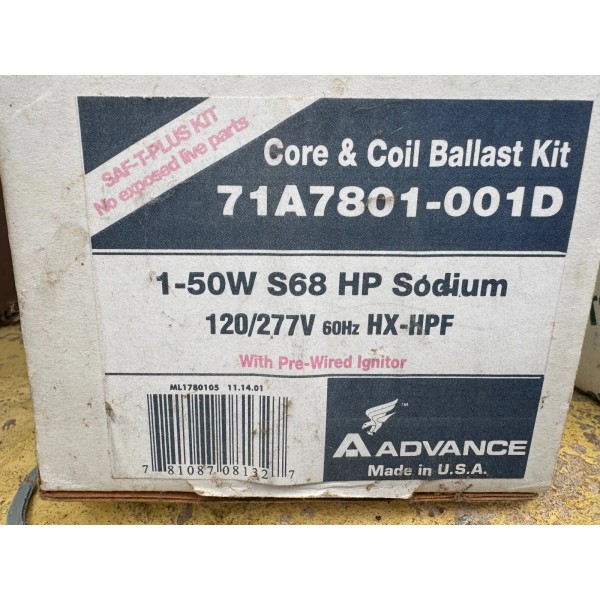 SAF-T-PLUS KIT
No exposed live parts
Core & Coil Ballast Kit
71A7801-001D
1-50W S68 HP Sodium
120/277V 60Hz HX-HPF
With Pre-Wired Ignitor
ML1780105 11.14.01
7 81087 08132 7
™
ADVANCE
Made in U.S.A.